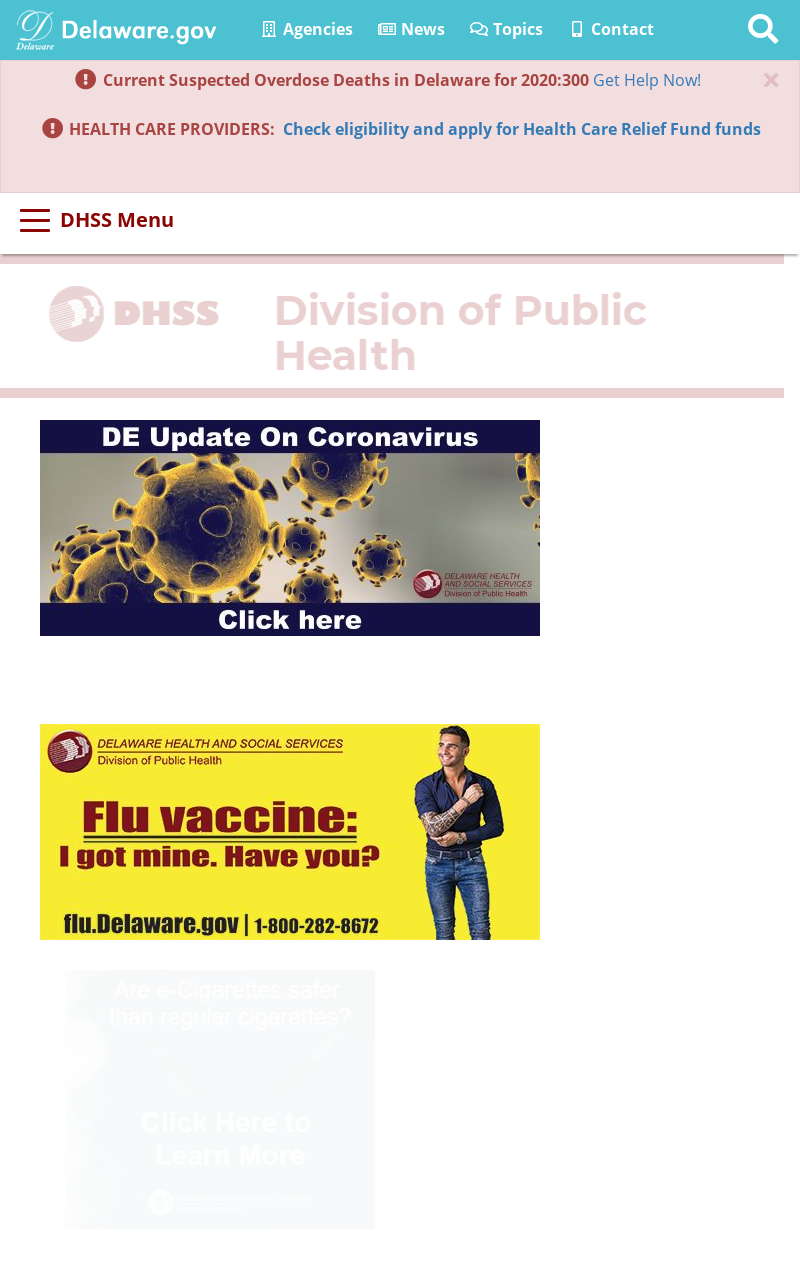 Delaware
Delaware.gov Agencies News Topics Contact
Current Suspected Overdose Deaths in Delaware for 2020:300 Get Help Now!
HEALTH CARE PROVIDERS: Check eligibility and apply for Health Care Relief Fund funds
DHSS Menu
DHSS
Division of Public
Health
DE Update On Coronavirus
DELAWARE HEALTH
AND SOCIAL SERVICES
Division of Public Health
Click here
DELAWARE HEALTH AND SOCIAL SERVICES
Division of Public Health
Flu vaccine:
I got mine. Have you?
flu.Delaware.gov | 1-800-282-8672
Are e-Cigarettes safer
than regular cigarettes?
Click Here to
Learn More